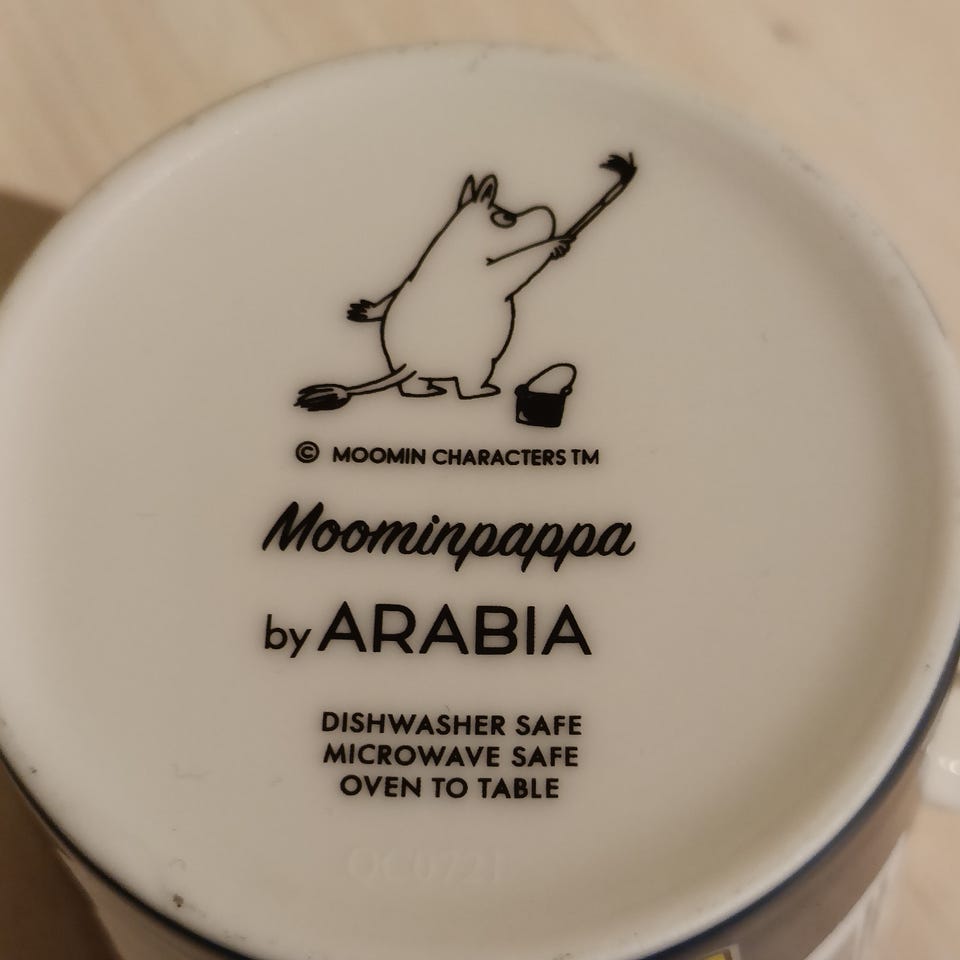 © MOOMIN CHARACTERS TM
Moominpappa
by ARABIA
DISHWASHER SAFE
MICROWAVE SAFE
OVEN TO TABLE